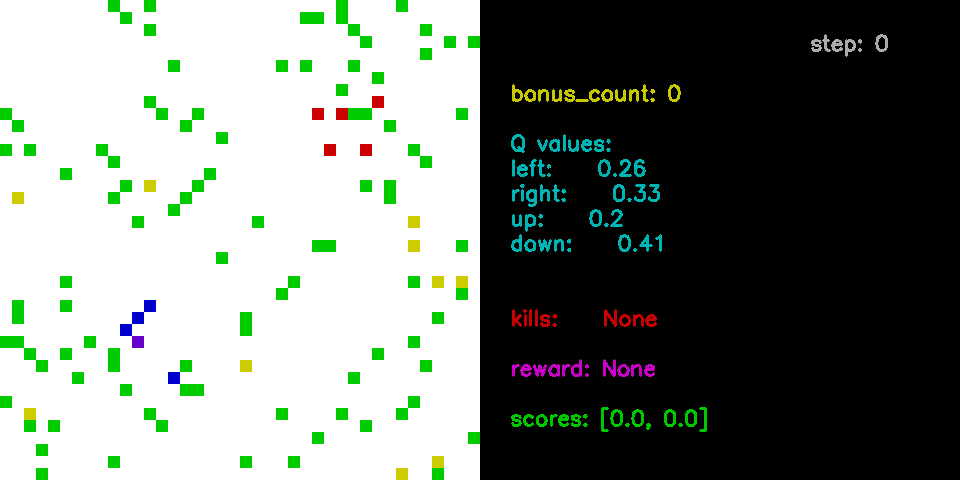 step: 0
bonus_count: 0
Q values:
left: 0.26
right: 0.33
up: 0.2
down: 0.41
kills: None
reward: None
scores: [0.0, 0.0]